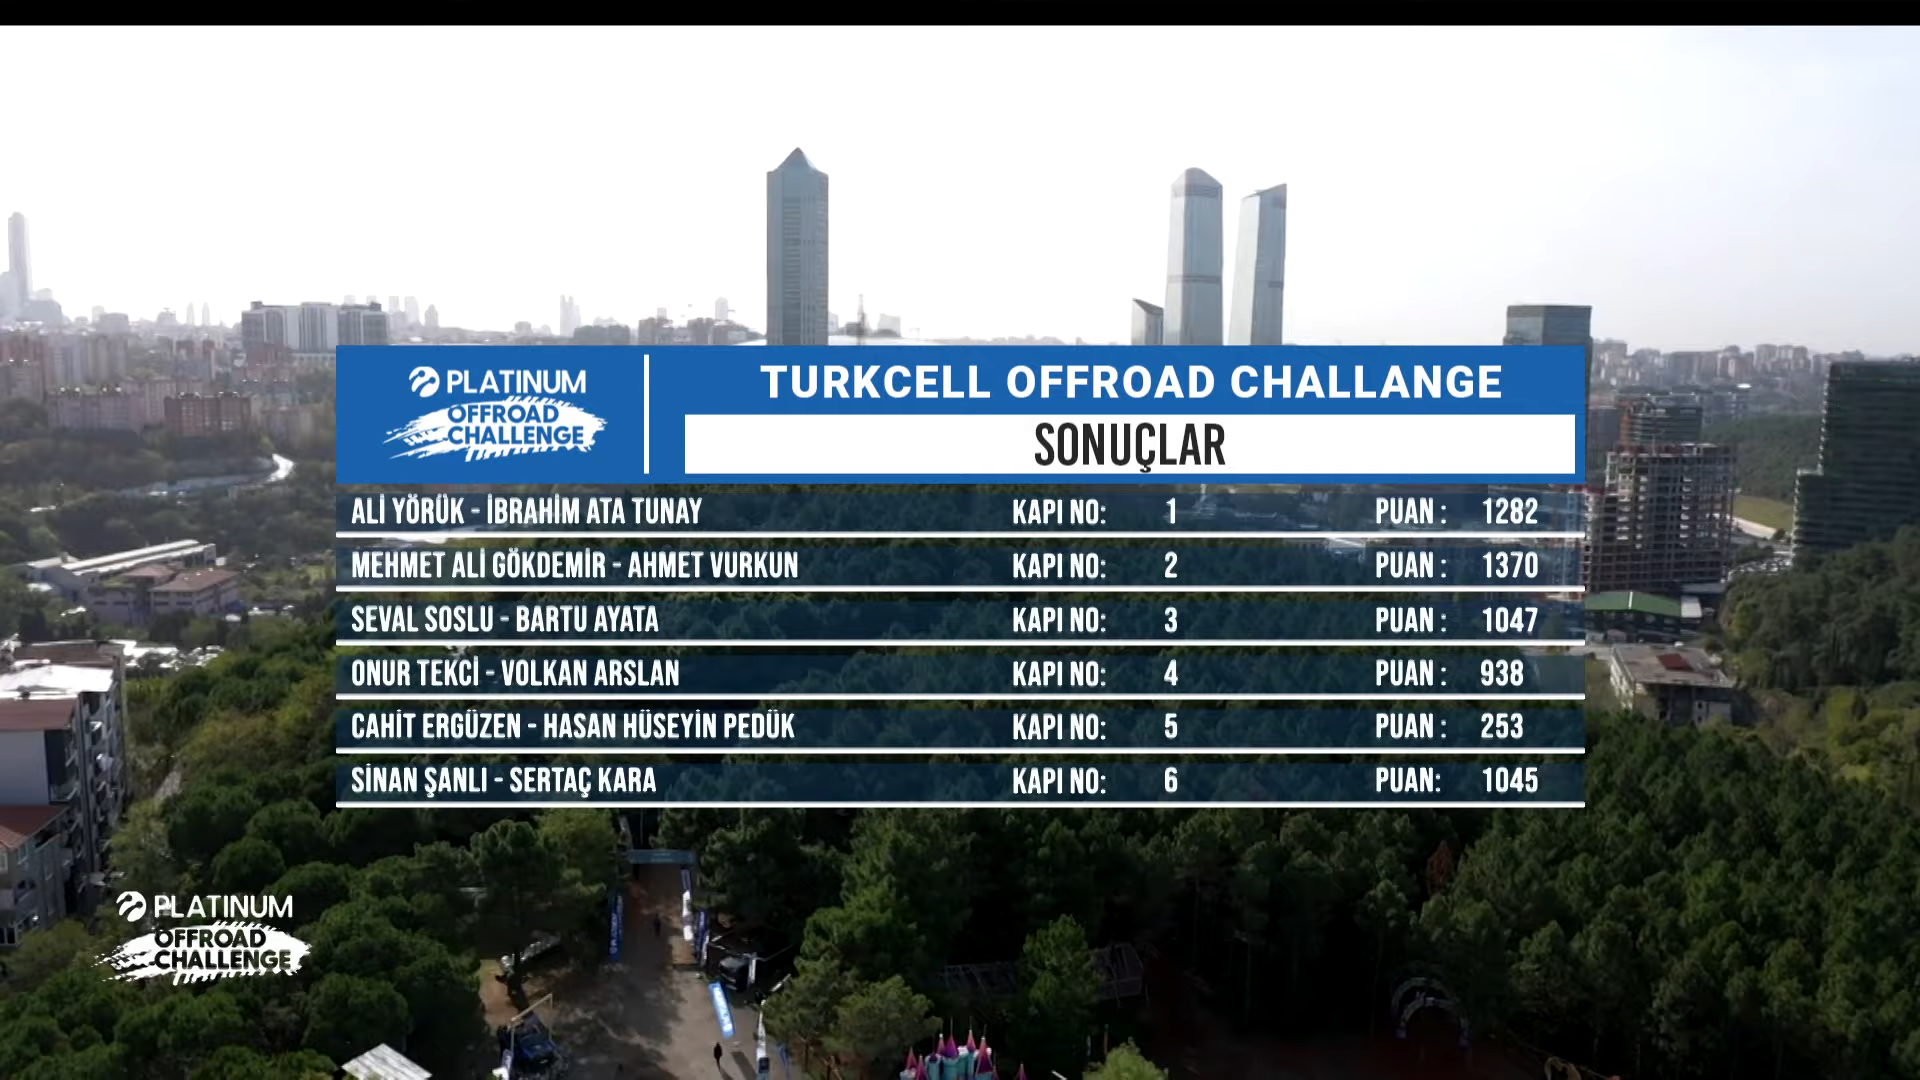 PLATINUM
OFFROAD
CHALLENGE
TURKCELL OFFROAD CHALLANGE
SONUÇLAR
ALİ YÖRÜK - İBRAHİM ATA TUNAY KAPI NO: 1 PUAN : 1282
MEHMET ALİ GÖKDEMİR - AHMET VURKUN KAPI NO: 2 PUAN : 1370
SEVAL SOSLU - BARTU AYATA KAPI NO: 3 PUAN : 1047
ONUR TEKCİ - VOLKAN ARSLAN KAPI NO: 4 PUAN : 938
CAHİT ERGÜZEN - HASAN HÜSEYİN PEDÜK KAPI NO: 5 PUAN : 253
SİNAN ŞANLI - SERTAÇ KARA KAPI NO: 6 PUAN: 1045
PLATINUM
OFFROAD
CHALLENGE